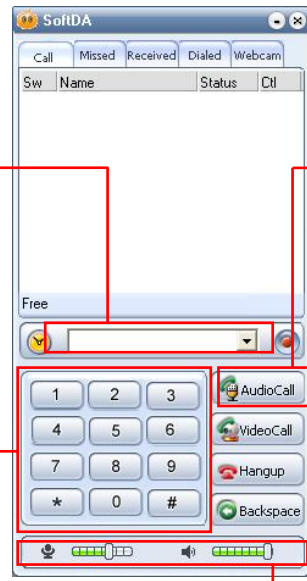 SoftDA
Call Missed Received Dialed Webcam
Sw Name Status Ctl
Free
1 2 3 AudioCall
4 5 6 VideoCall
7 8 9 Hangup
* 0 # Backspace